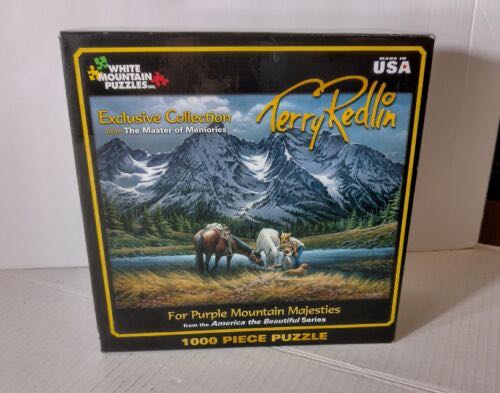 WHITE
MOUNTAIN
PUZZLES INC.
MADE IN
USA
Exclusive Collection
from The Master of Memories
Terry Redlin
For Purple Mountain Majesties
from the America the Beautiful Series
1000 PIECE PUZZLE